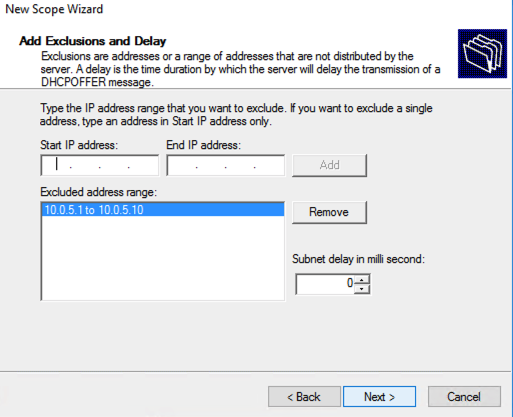 New Scope Wizard
Add Exclusions and Delay
Exclusions are addresses or a range of addresses that are not distributed by the
server. A delay is the time duration by which the server will delay the transmission of a
DHCPOFFER message.
Type the IP address range that you want to exclude. If you want to exclude a single
address, type an address in Start IP address only.
Start IP address: End IP address:
Add
Excluded address range:
10.0.5.1 to 10.0.5.10
Remove
Subnet delay in milli second:
0
< Back Next > Cancel